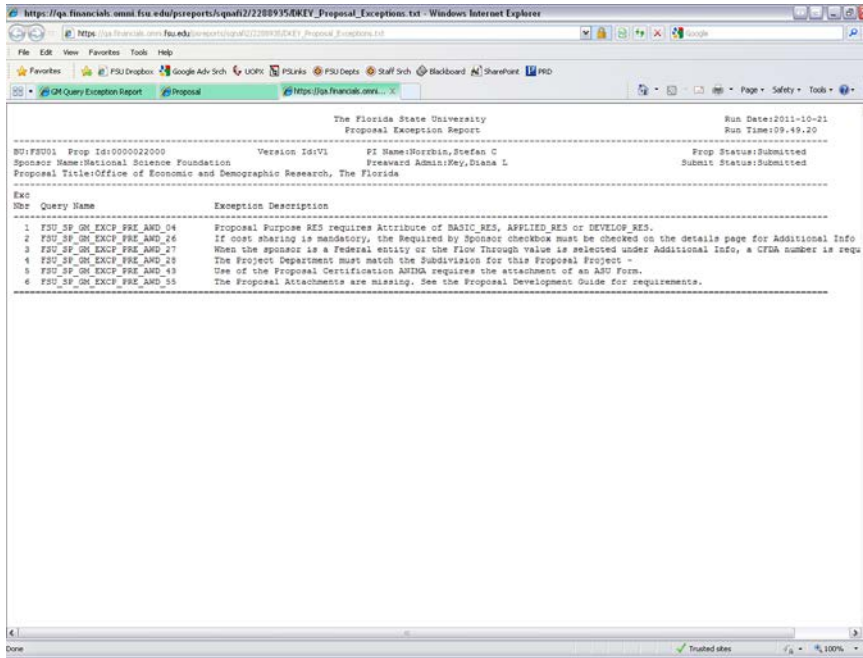 https://qa.financials.omni.fsu.edu/psreports/sqnafi2/2288935/DKEY_Proposal_Exceptions.txt - Windows Internet Explorer
Google
File Edit View Favorites Tools Help
Favorites FSU Dropbox Google Adv Srch UOPX PSLinks FSU Depts Staff Srch Blackboard SharePoint PRD
GM Query Exception Report Proposal https://qa.financials.omni... Page Safety Tools
The Florida State University Run Date:2011-10-21
Proposal Exception Report Run Time:09.49.20
BU:FSU01 Prop Id:0000022000 Version Id:V1 PI Name:Norrbin,Stefan C Prop Status:Submitted
Sponsor Name:National Science Foundation Preaward Admin:Key,Diana L Submit Status:Submitted
Proposal Title:Office of Economic and Demographic Research, The Florida
Exc
Nbr Query Name Exception Description
1 FSU_SP_GM_EXCP_PRE_AWD_04 Proposal Purpose RES requires Attribute of BASIC_RES, APPLIED_RES or DEVELOP_RES.
2 FSU_SP_GM_EXCP_PRE_AWD_26 If cost sharing is mandatory, the Required by Sponsor checkbox must be checked on the details page for Additional Info
3 FSU_SP_GM_EXCP_PRE_AWD_27 When the sponsor is a Federal entity or the Flow Through value is selected under Additional Info, a CFDA number is requ
4 FSU_SP_GM_EXCP_PRE_AWD_28 The Project Department must match the Subdivision for this Proposal Project -
5 FSU_SP_GM_EXCP_PRE_AWD_43 Use of the Proposal Certification ANIMA requires the attachment of an ASU Form.
6 FSU_SP_GM_EXCP_PRE_AWD_55 The Proposal Attachments are missing. See the Proposal Development Guide for requirements.
Done Trusted sites 100%